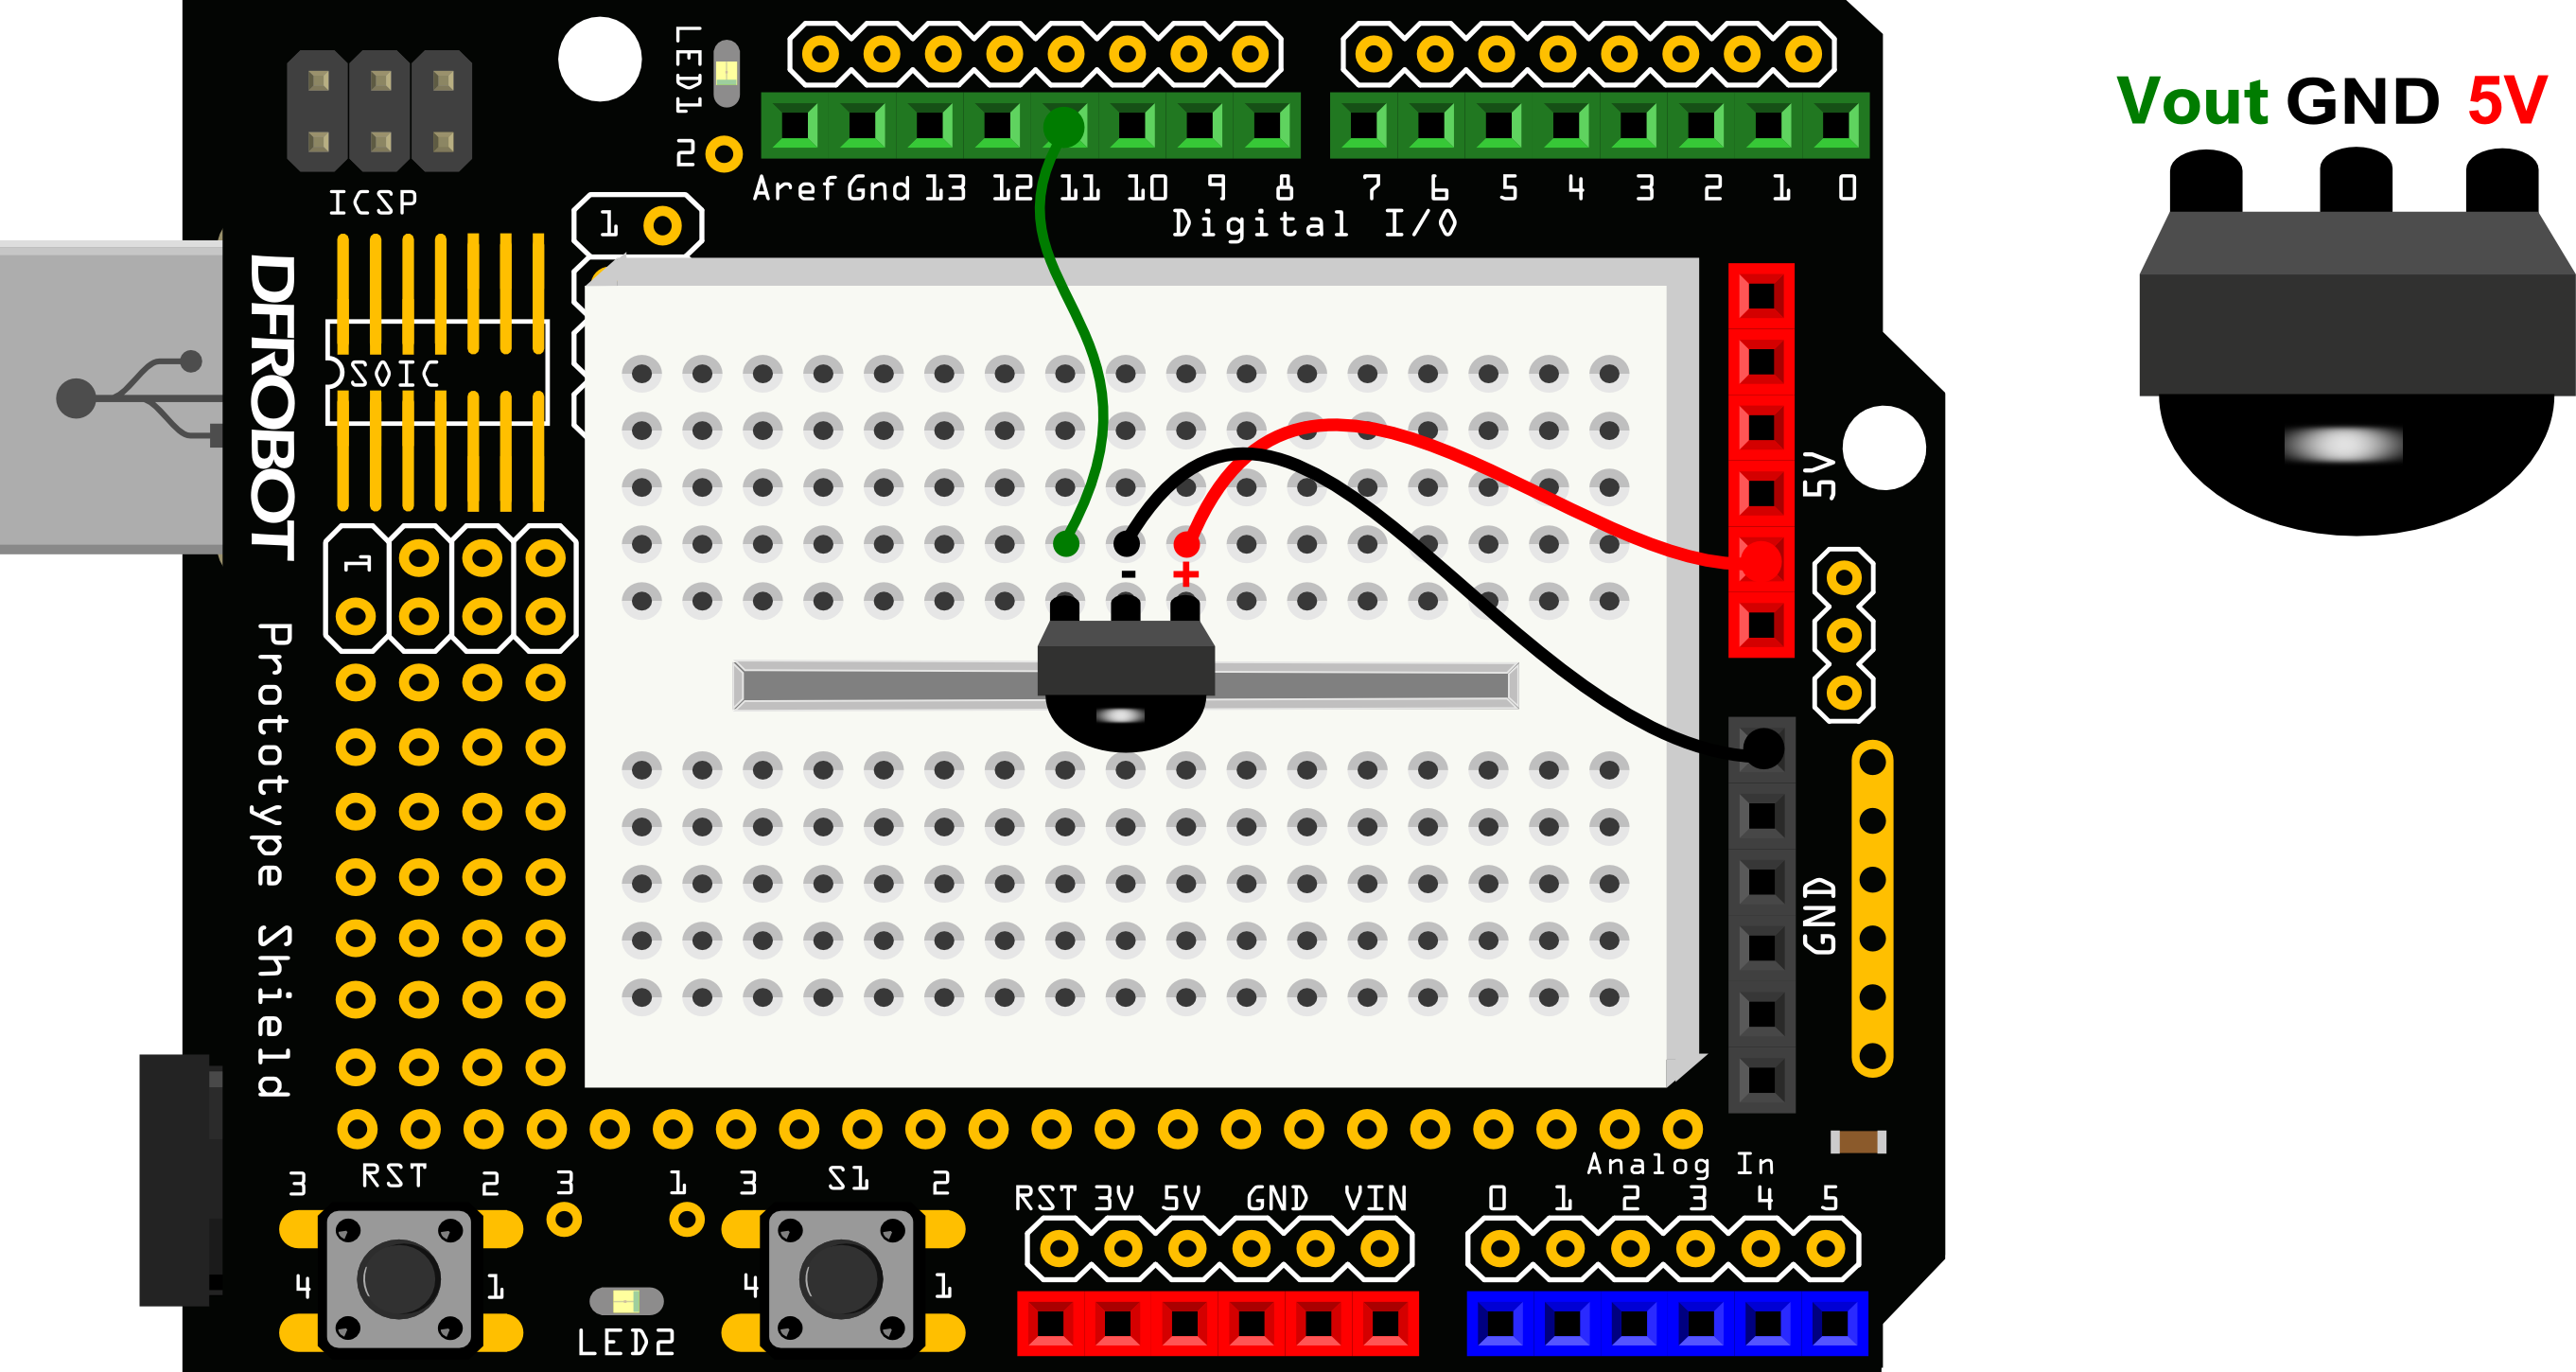 LED1
2
Vout GND 5V
ICSP
Aref Gnd 13 12 11 10 9 8 7 6 5 4 3 2 1 0
Digital I/O
1
DFROBOT
SOIC
5V
1
- +
Prototype Shield
GND
Analog In
3 RST 2 3 1 3 S1 2
RST 3V 5V GND VIN 0 1 2 3 4 5
4 1 4 1
LED2